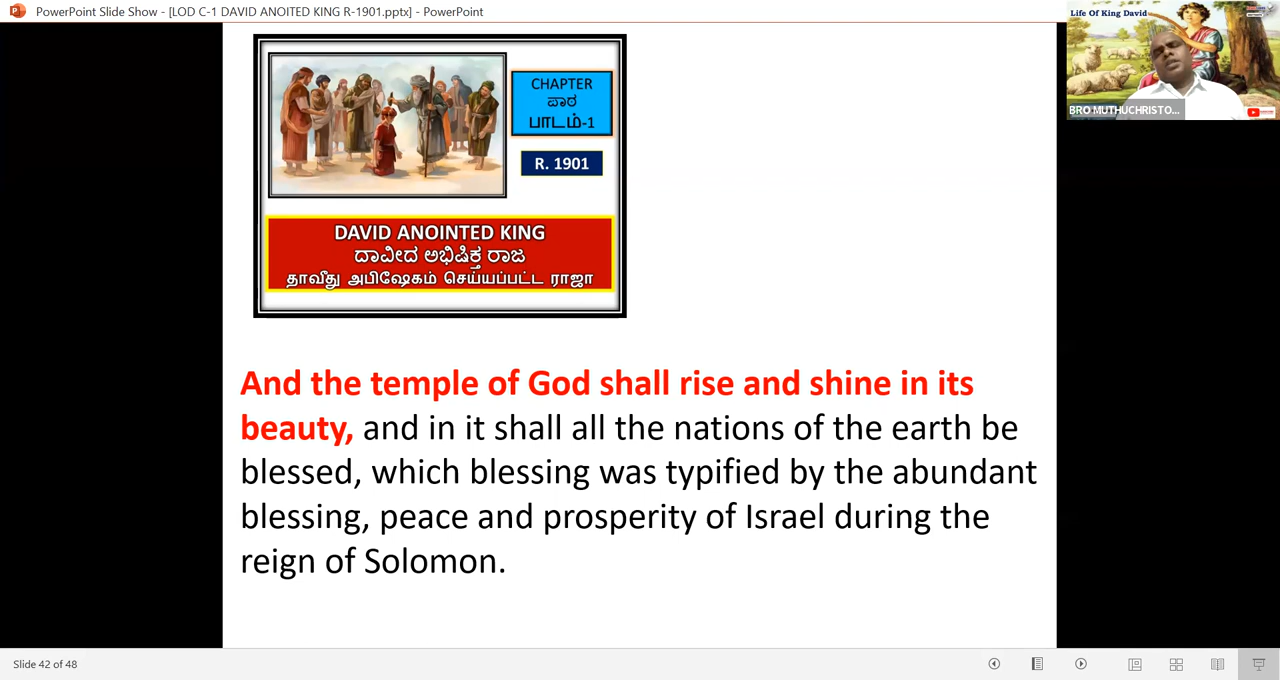 PowerPoint Slide Show - [LOD C-1 DAVID ANOITED KING R-1901.pptx] - PowerPoint
Life Of King David
BRO MUTHUCHRISTO...
CHAPTER
ಪಾಠ
பாடம்-1
R. 1901
DAVID ANOINTED KING
ದಾವೀದ ಅಭಿಷಿಕ್ತ ರಾಜ
தாவீது அபிஷேகம் செய்யப்பட்ட ராஜா
And the temple of God shall rise and shine in its
beauty, and in it shall all the nations of the earth be
blessed, which blessing was typified by the abundant
blessing, peace and prosperity of Israel during the
reign of Solomon.
Slide 42 of 48